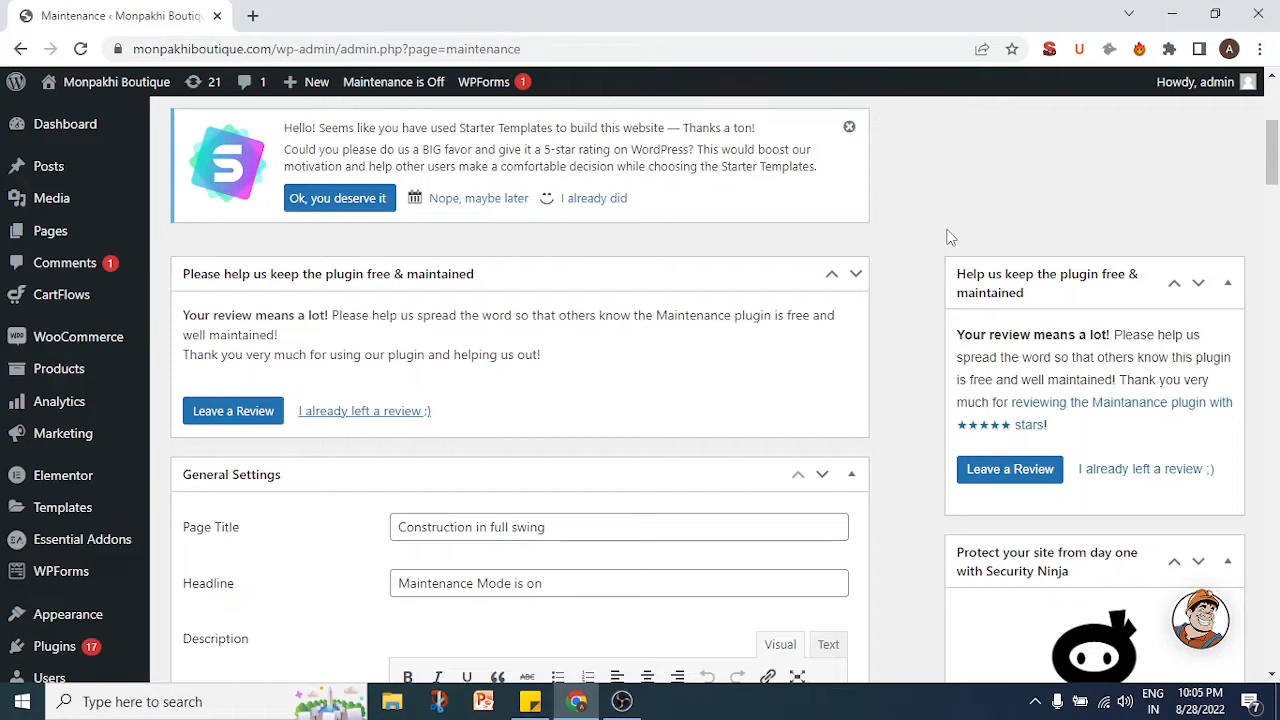 Maintenance ‹ Monpakhi Boutiqu
monpakhiboutique.com/wp-admin/admin.php?page=maintenance
A
Monpakhi Boutique
21
1
New
Maintenance is Off
WPForms
1
Howdy, admin
Dashboard
Posts
Media
Pages
Comments 1
CartFlows
WooCommerce
Products
Analytics
Marketing
Elementor
Templates
Essential Addons
WPForms
Appearance
Plugins 17
Users
Hello! Seems like you have used Starter Templates to build this website — Thanks a ton!
Could you please do us a BIG favor and give it a 5-star rating on WordPress? This would boost our
motivation and help other users make a comfortable decision while choosing the Starter Templates.
Ok, you deserve it
Nope, maybe later
I already did
Please help us keep the plugin free & maintained
Your review means a lot! Please help us spread the word so that others know the Maintenance plugin is free and
well maintained!
Thank you very much for using our plugin and helping us out!
Leave a Review
I already left a review ;)
General Settings
Page Title
Construction in full swing
Headline
Maintenance Mode is on
Description
Visual
Text
B
I
U
ABC
Help us keep the plugin free &
maintained
Your review means a lot! Please help us
spread the word so that others know this plugin
is free and well maintained! Thank you very
much for reviewing the Maintanance plugin with
★★★★★ stars!
Leave a Review
I already left a review ;)
Protect your site from day one
with Security Ninja
Type here to search
ENG
IN
10:05 PM
8/28/2022
7